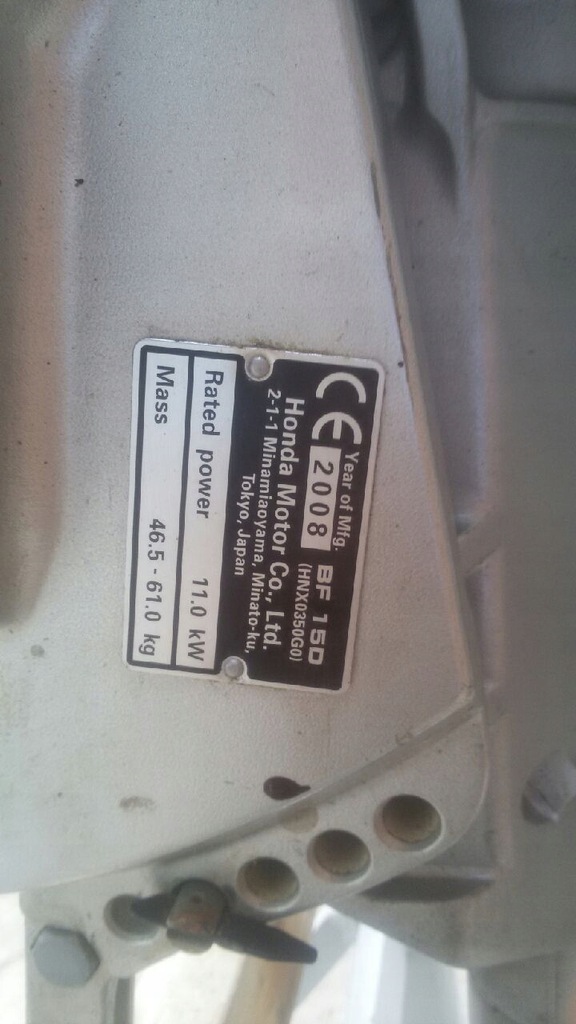 CE Year of Mfg. BF 15D
2008 (HNX0350G0)
Honda Motor Co., Ltd.
2-1-1 Minamiaoyama, Minato-ku,
Tokyo, Japan
Rated power 11.0 kW
Mass 46.5 - 61.0 kg